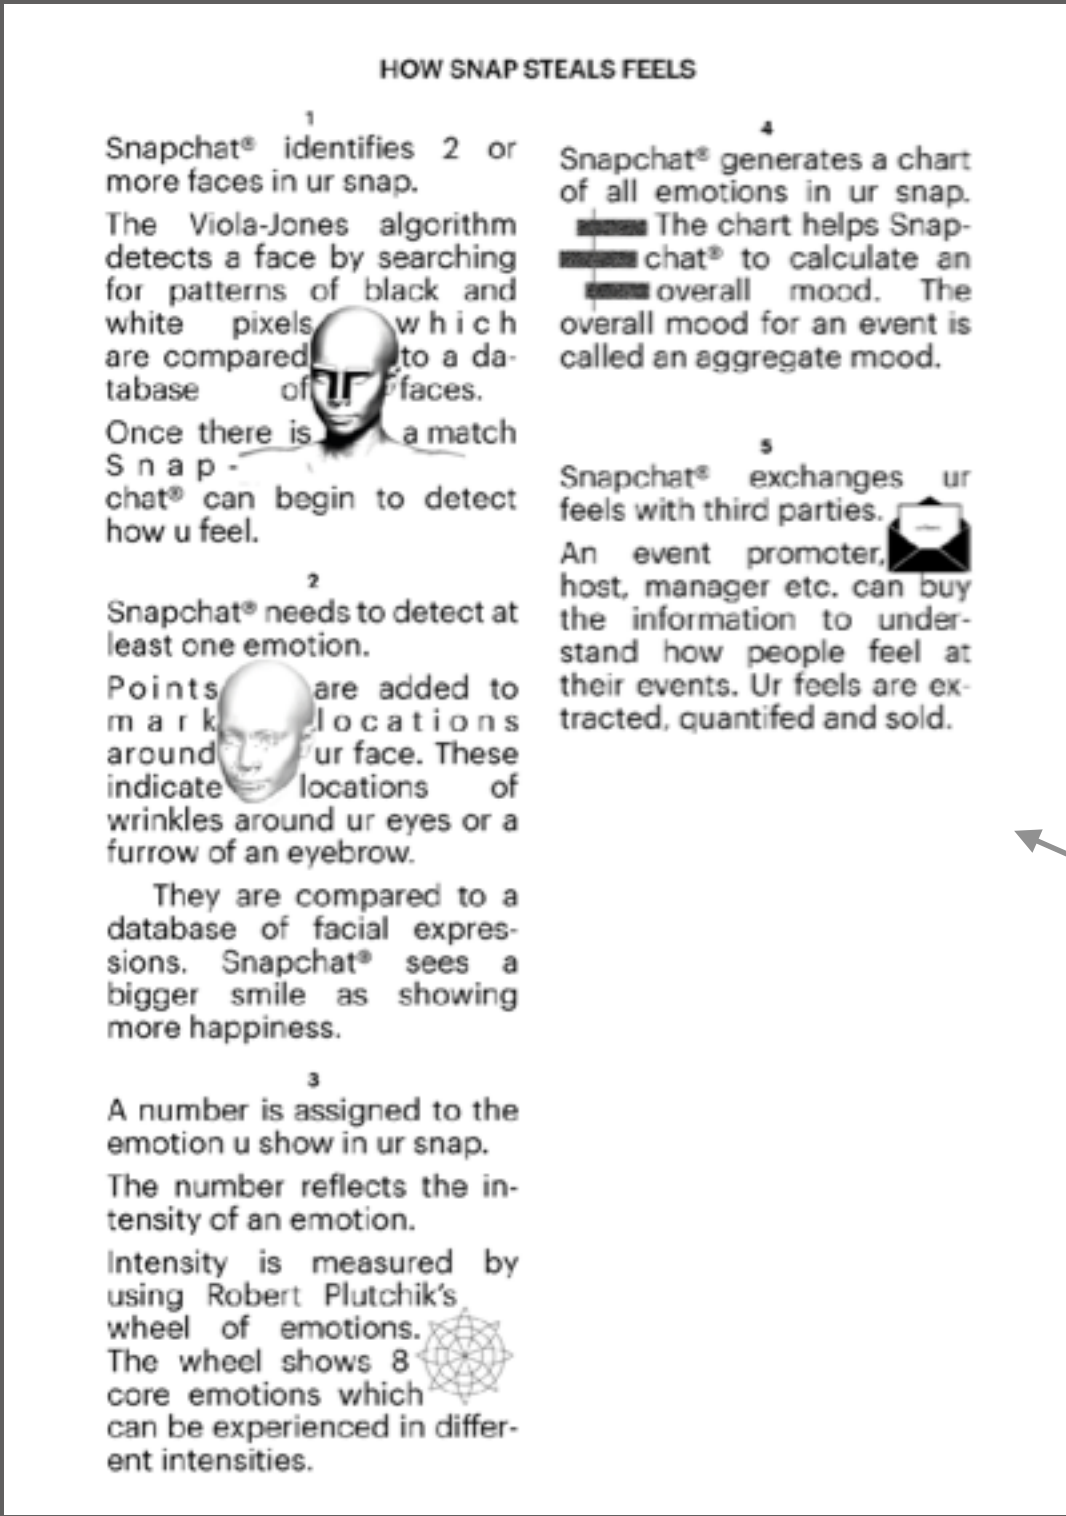 HOW SNAP STEALS FEELS
1
Snapchat® identifies 2 or
more faces in ur snap.
The Viola-Jones algorithm
detects a face by searching
for patterns of black and
white pixels which
are compared to a da-
tabase of faces.
Once there is a match
Snap-
chat® can begin to detect
how u feel.
2
Snapchat® needs to detect at
least one emotion.
Points are added to
mark locations
around ur face. These
indicate locations of
wrinkles around ur eyes or a
furrow of an eyebrow.
They are compared to a
database of facial expres-
sions. Snapchat® sees a
bigger smile as showing
more happiness.
3
A number is assigned to the
emotion u show in ur snap.
The number reflects the in-
tensity of an emotion.
Intensity is measured by
using Robert Plutchik's
wheel of emotions.
The wheel shows 8
core emotions which
can be experienced in differ-
ent intensities.
4
Snapchat® generates a chart
of all emotions in ur snap.
The chart helps Snap-
chat® to calculate an
overall mood. The
overall mood for an event is
called an aggregate mood.
5
Snapchat® exchanges ur
feels with third parties.
An event promoter,
host, manager etc. can buy
the information to under-
stand how people feel at
their events. Ur feels are ex-
tracted, quantifed and sold.